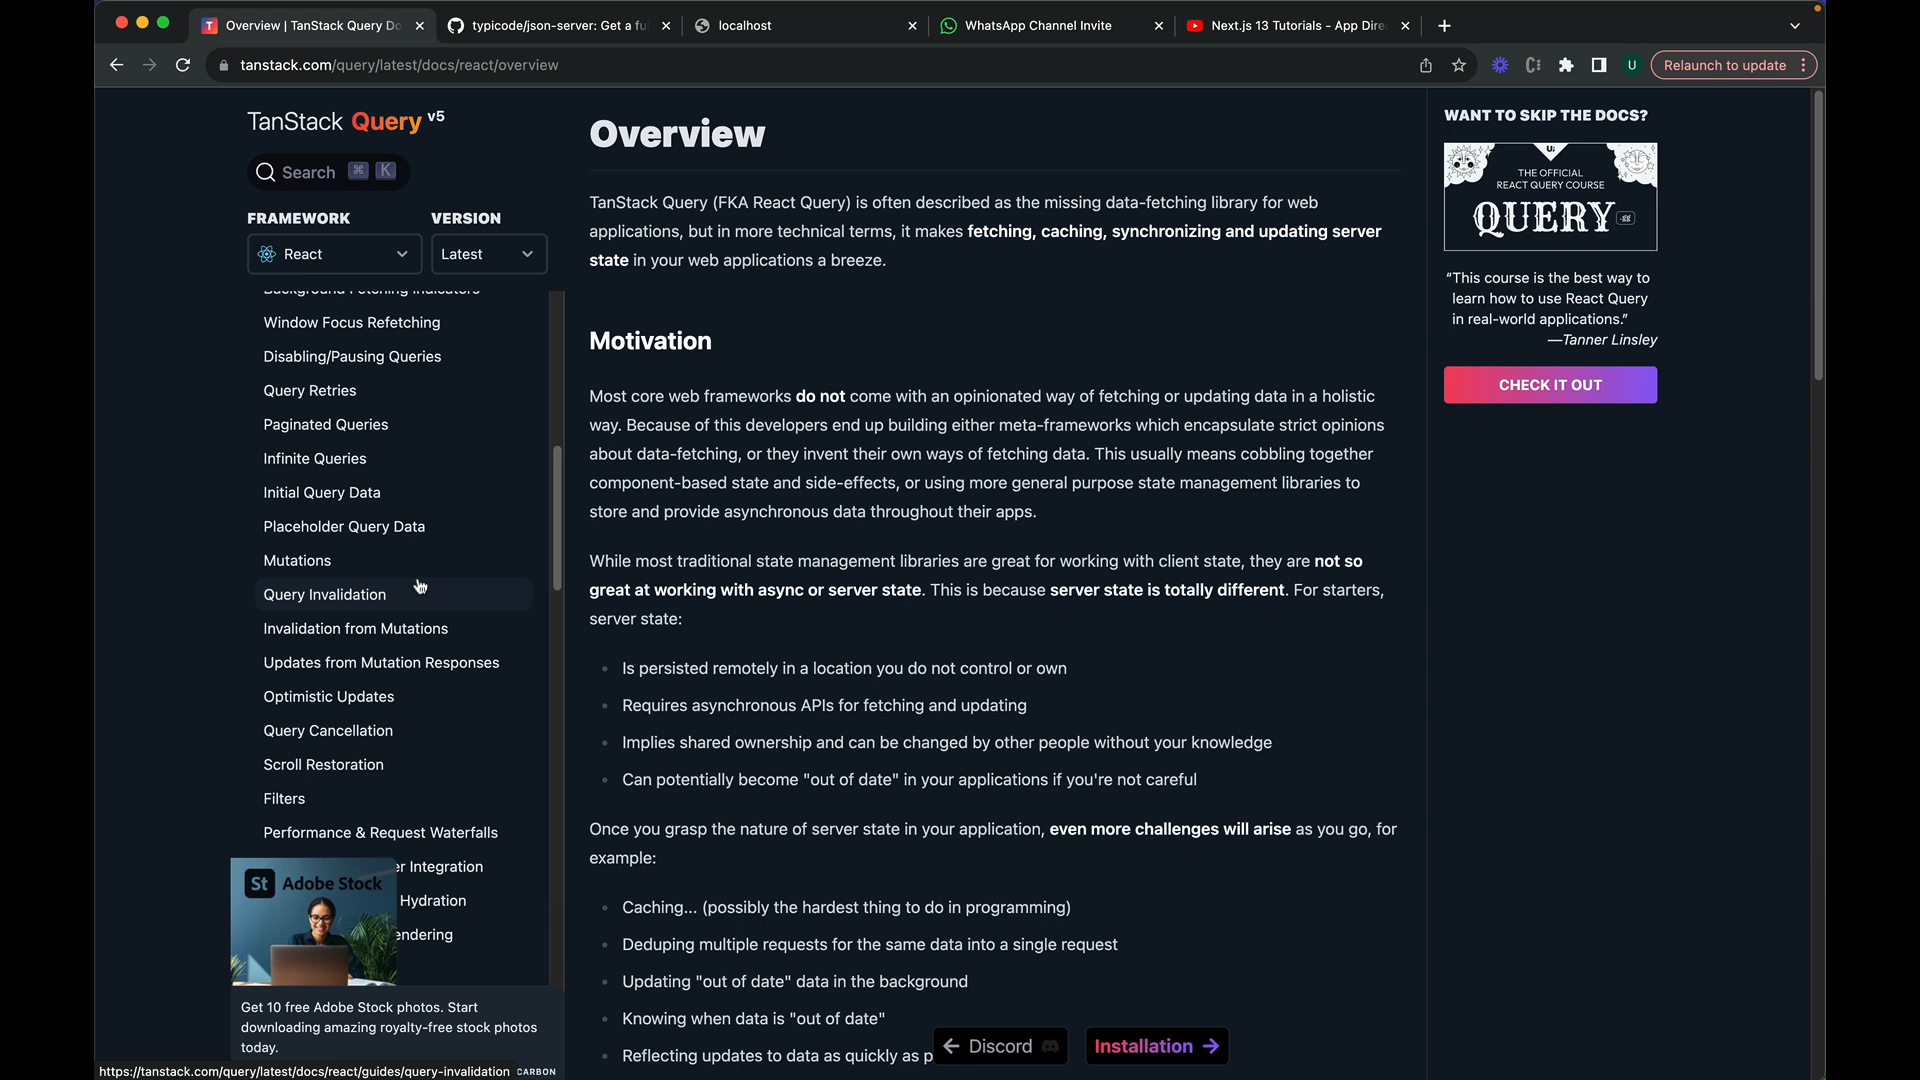 Overview | TanStack Query Do
typicode/json-server: Get a fu
localhost
WhatsApp Channel Invite
Next.js 13 Tutorials - App Dire
tanstack.com/query/latest/docs/react/overview
U
Relaunch to update
TanStack Query v5
Search ⌘ K
FRAMEWORK
VERSION
React
Latest
Background Fetching Indicators
Window Focus Refetching
Disabling/Pausing Queries
Query Retries
Paginated Queries
Infinite Queries
Initial Query Data
Placeholder Query Data
Mutations
Query Invalidation
Invalidation from Mutations
Updates from Mutation Responses
Optimistic Updates
Query Cancellation
Scroll Restoration
Filters
Performance & Request Waterfalls
er Integration
Hydration
endering
St Adobe Stock
Get 10 free Adobe Stock photos. Start
downloading amazing royalty-free stock photos
today.
CARBON
https://tanstack.com/query/latest/docs/react/guides/query-invalidation
Overview
TanStack Query (FKA React Query) is often described as the missing data-fetching library for web
applications, but in more technical terms, it makes fetching, caching, synchronizing and updating server
state in your web applications a breeze.
Motivation
Most core web frameworks do not come with an opinionated way of fetching or updating data in a holistic
way. Because of this developers end up building either meta-frameworks which encapsulate strict opinions
about data-fetching, or they invent their own ways of fetching data. This usually means cobbling together
component-based state and side-effects, or using more general purpose state management libraries to
store and provide asynchronous data throughout their apps.
While most traditional state management libraries are great for working with client state, they are not so
great at working with async or server state. This is because server state is totally different. For starters,
server state:
Is persisted remotely in a location you do not control or own
Requires asynchronous APIs for fetching and updating
Implies shared ownership and can be changed by other people without your knowledge
Can potentially become "out of date" in your applications if you're not careful
Once you grasp the nature of server state in your application, even more challenges will arise as you go, for
example:
Caching... (possibly the hardest thing to do in programming)
Deduping multiple requests for the same data into a single request
Updating "out of date" data in the background
Knowing when data is "out of date"
Reflecting updates to data as quickly as p
← Discord
Installation →
WANT TO SKIP THE DOCS?
Ui
THE OFFICIAL
REACT QUERY COURSE
QUERY.gg
“This course is the best way to
learn how to use React Query
in real-world applications.”
—Tanner Linsley
CHECK IT OUT